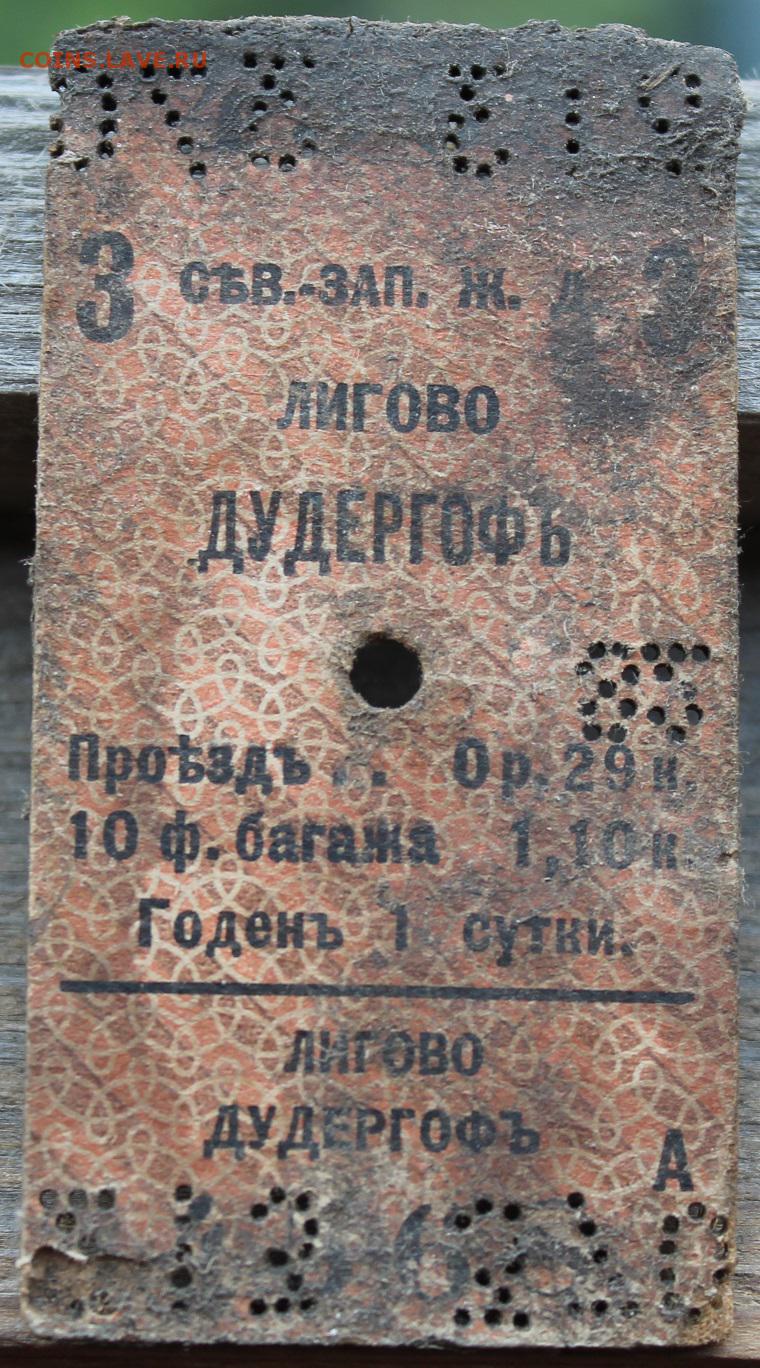 COINS.LAVE.RU
3 СѢВ.-ЗАП. Ж. Д. 3
ЛИГОВО
ДУДЕРГОФЪ
Проѣздъ . . 0 р. 29 к.
10 ф. багажа 1,10 к.
Годенъ 1 сутки.
ЛИГОВО
ДУДЕРГОФЪ
А